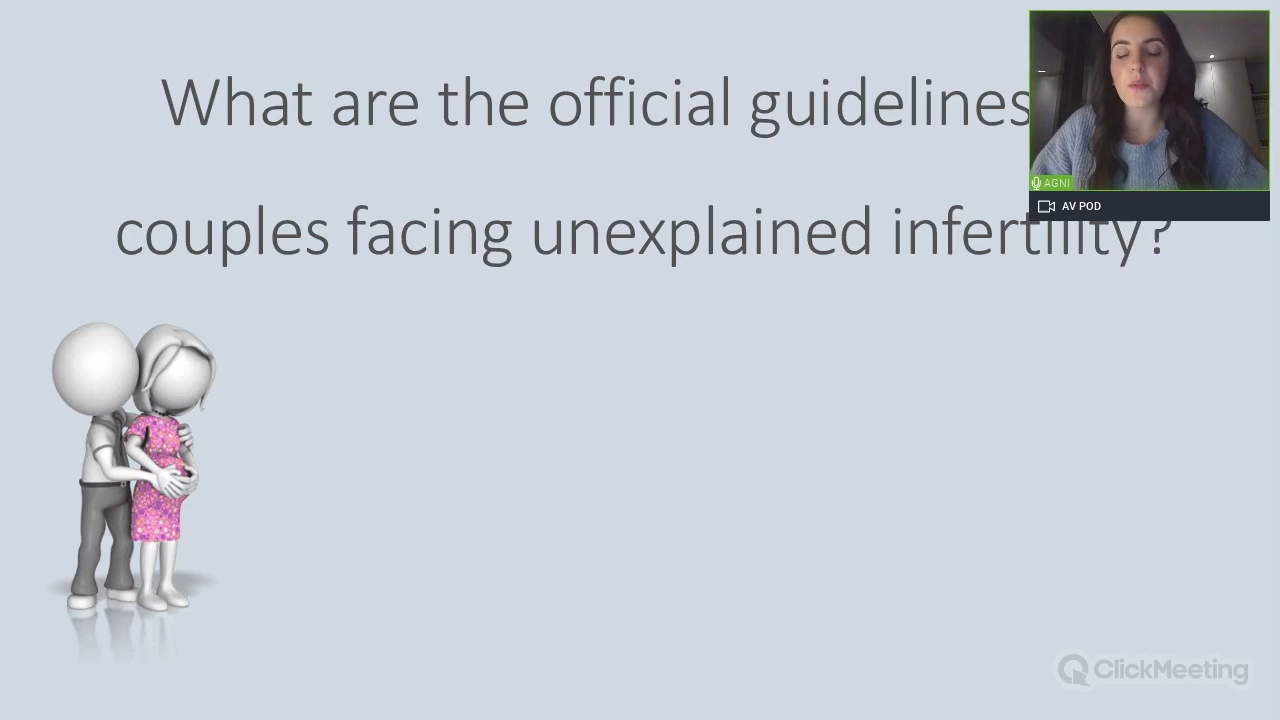 What are the official guidelines
couples facing unexplained infertility?
AGNI
AV POD
ClickMeeting